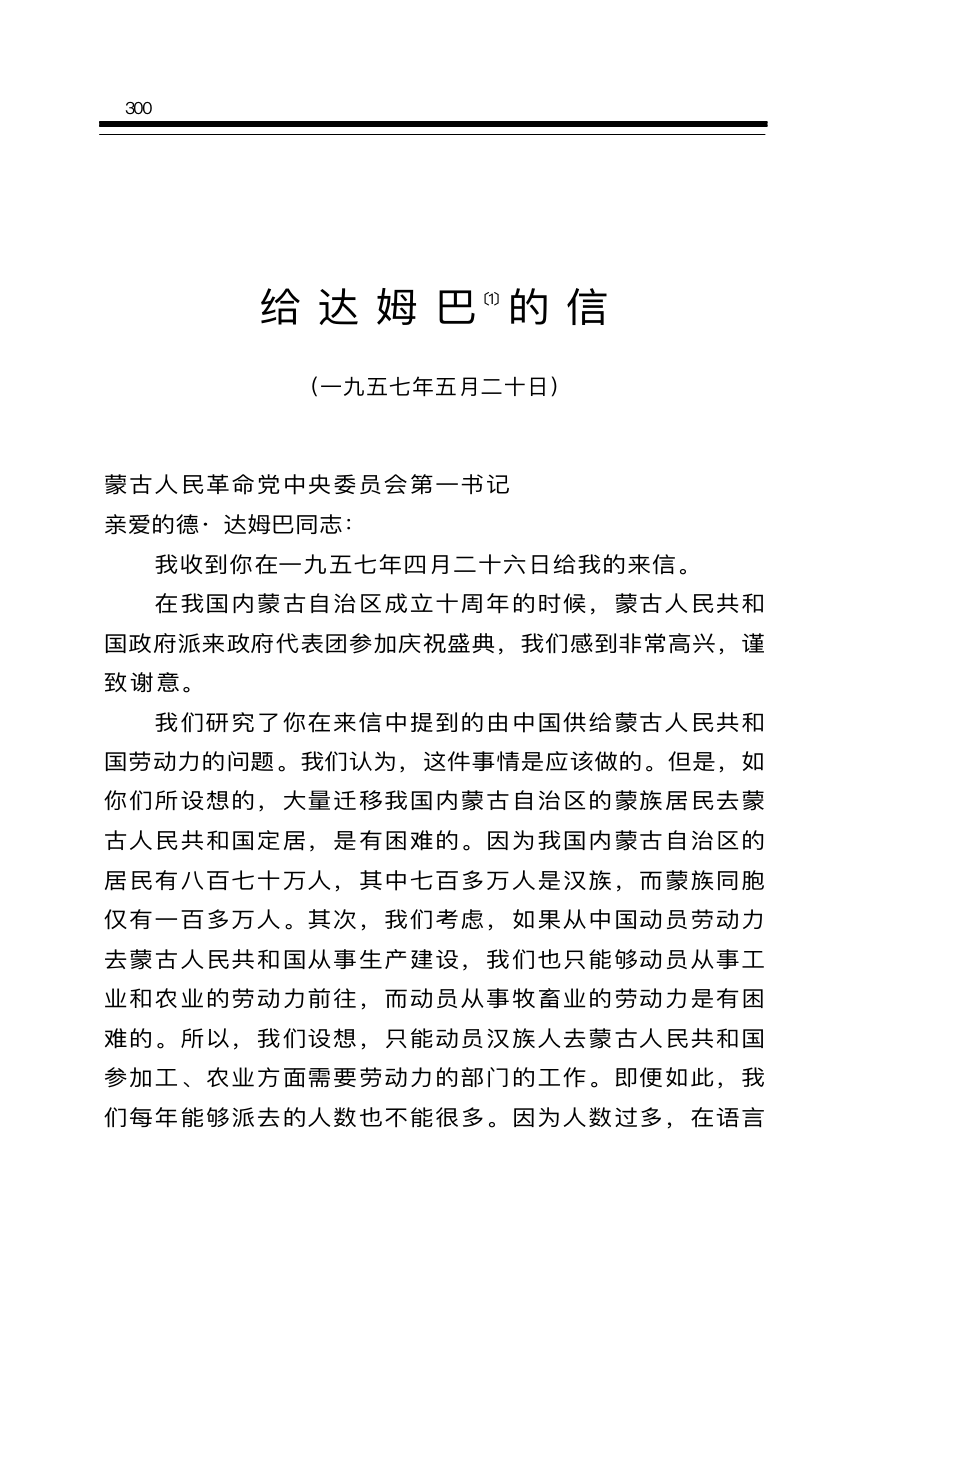 300
给达姆巴〔1〕的信
（一九五七年五月二十日）
蒙古人民革命党中央委员会第一书记
亲爱的德·达姆巴同志：
我收到你在一九五七年四月二十六日给我的来信。
在我国内蒙古自治区成立十周年的时候，蒙古人民共和
国政府派来政府代表团参加庆祝盛典，我们感到非常高兴，谨
致谢意。
我们研究了你在来信中提到的由中国供给蒙古人民共和
国劳动力的问题。我们认为，这件事情是应该做的。但是，如
你们所设想的，大量迁移我国内蒙古自治区的蒙族居民去蒙
古人民共和国定居，是有困难的。因为我国内蒙古自治区的
居民有八百七十万人，其中七百多万人是汉族，而蒙族同胞
仅有一百多万人。其次，我们考虑，如果从中国动员劳动力
去蒙古人民共和国从事生产建设，我们也只能够动员从事工
业和农业的劳动力前往，而动员从事牧畜业的劳动力是有困
难的。所以，我们设想，只能动员汉族人去蒙古人民共和国
参加工、农业方面需要劳动力的部门的工作。即便如此，我
们每年能够派去的人数也不能很多。因为人数过多，在语言